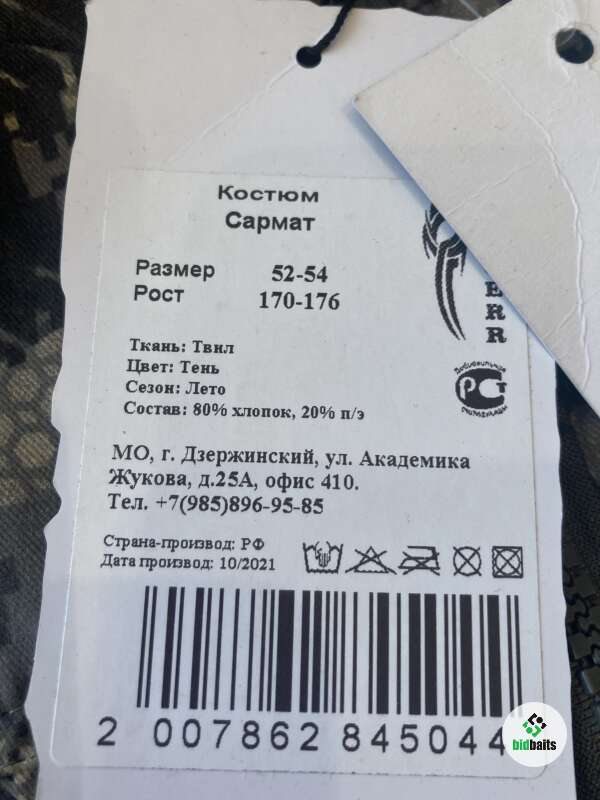 Костюм
Сармат
ERR
Размер 52-54
Рост 170-176
Ткань: Твил
Цвет: Тень
Сезон: Лето
Состав: 80% хлопок, 20% п/э
РСТ
МО, г. Дзержинский, ул. Академика
Жукова, д.25А, офис 410.
Тел. +7(985)896-95-85
Страна-производ: РФ
Дата производ: 10/2021
2 007862 845044
bidbaits